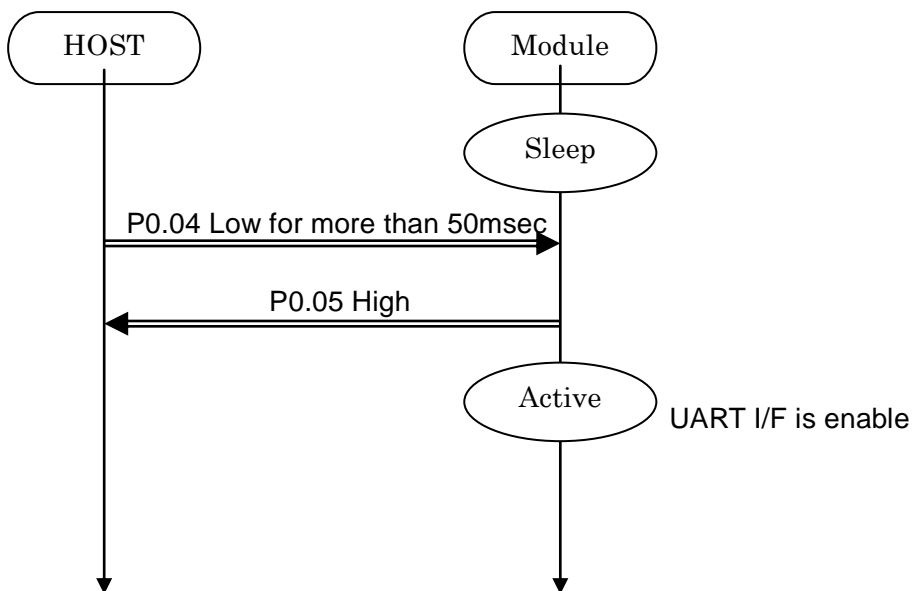 HOST
Module
Sleep
P0.04 Low for more than 50msec
P0.05 High
Active
UART I/F is enable